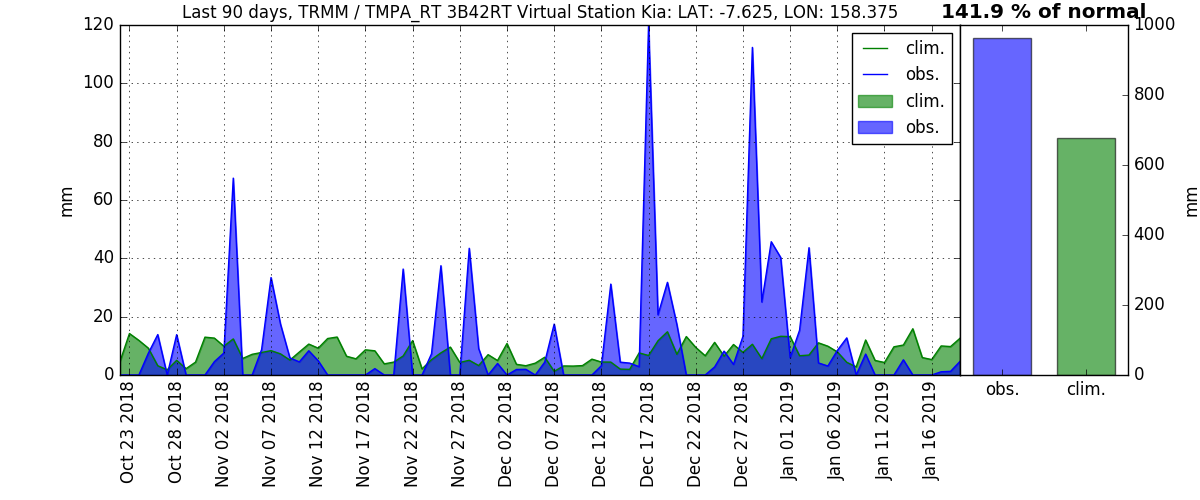 Last 90 days, TRMM / TMPA_RT 3B42RT Virtual Station Kia: LAT: -7.625, LON: 158.375
141.9 % of normal
120
100
80
60
40
20
0
mm
clim.
obs.
clim.
obs.
1000
800
600
400
200
0
mm
obs.
clim.
Oct 23 2018
Oct 28 2018
Nov 02 2018
Nov 07 2018
Nov 12 2018
Nov 17 2018
Nov 22 2018
Nov 27 2018
Dec 02 2018
Dec 07 2018
Dec 12 2018
Dec 17 2018
Dec 22 2018
Dec 27 2018
Jan 01 2019
Jan 06 2019
Jan 11 2019
Jan 16 2019